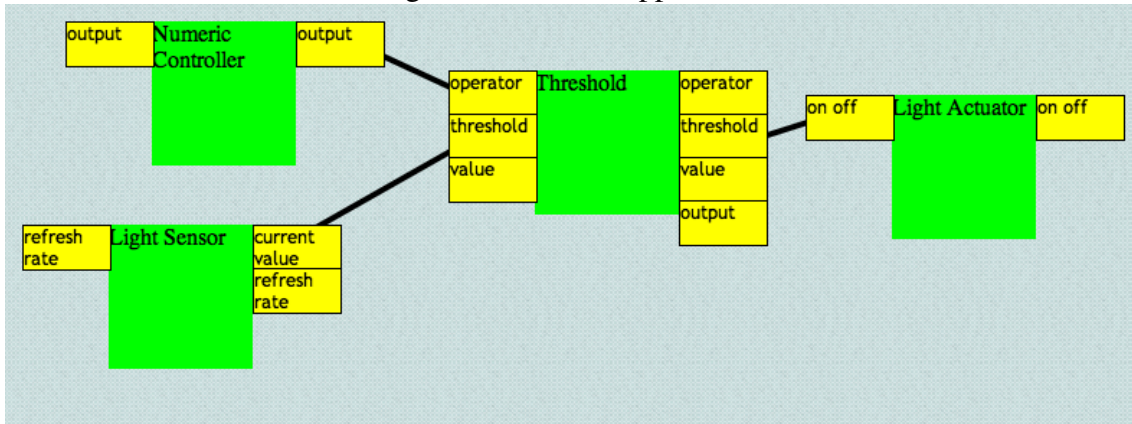 output
Numeric
Controller
output
operator
Threshold
operator
threshold
threshold
value
value
output
on off
Light Actuator
on off
refresh
rate
Light Sensor
current
value
refresh
rate